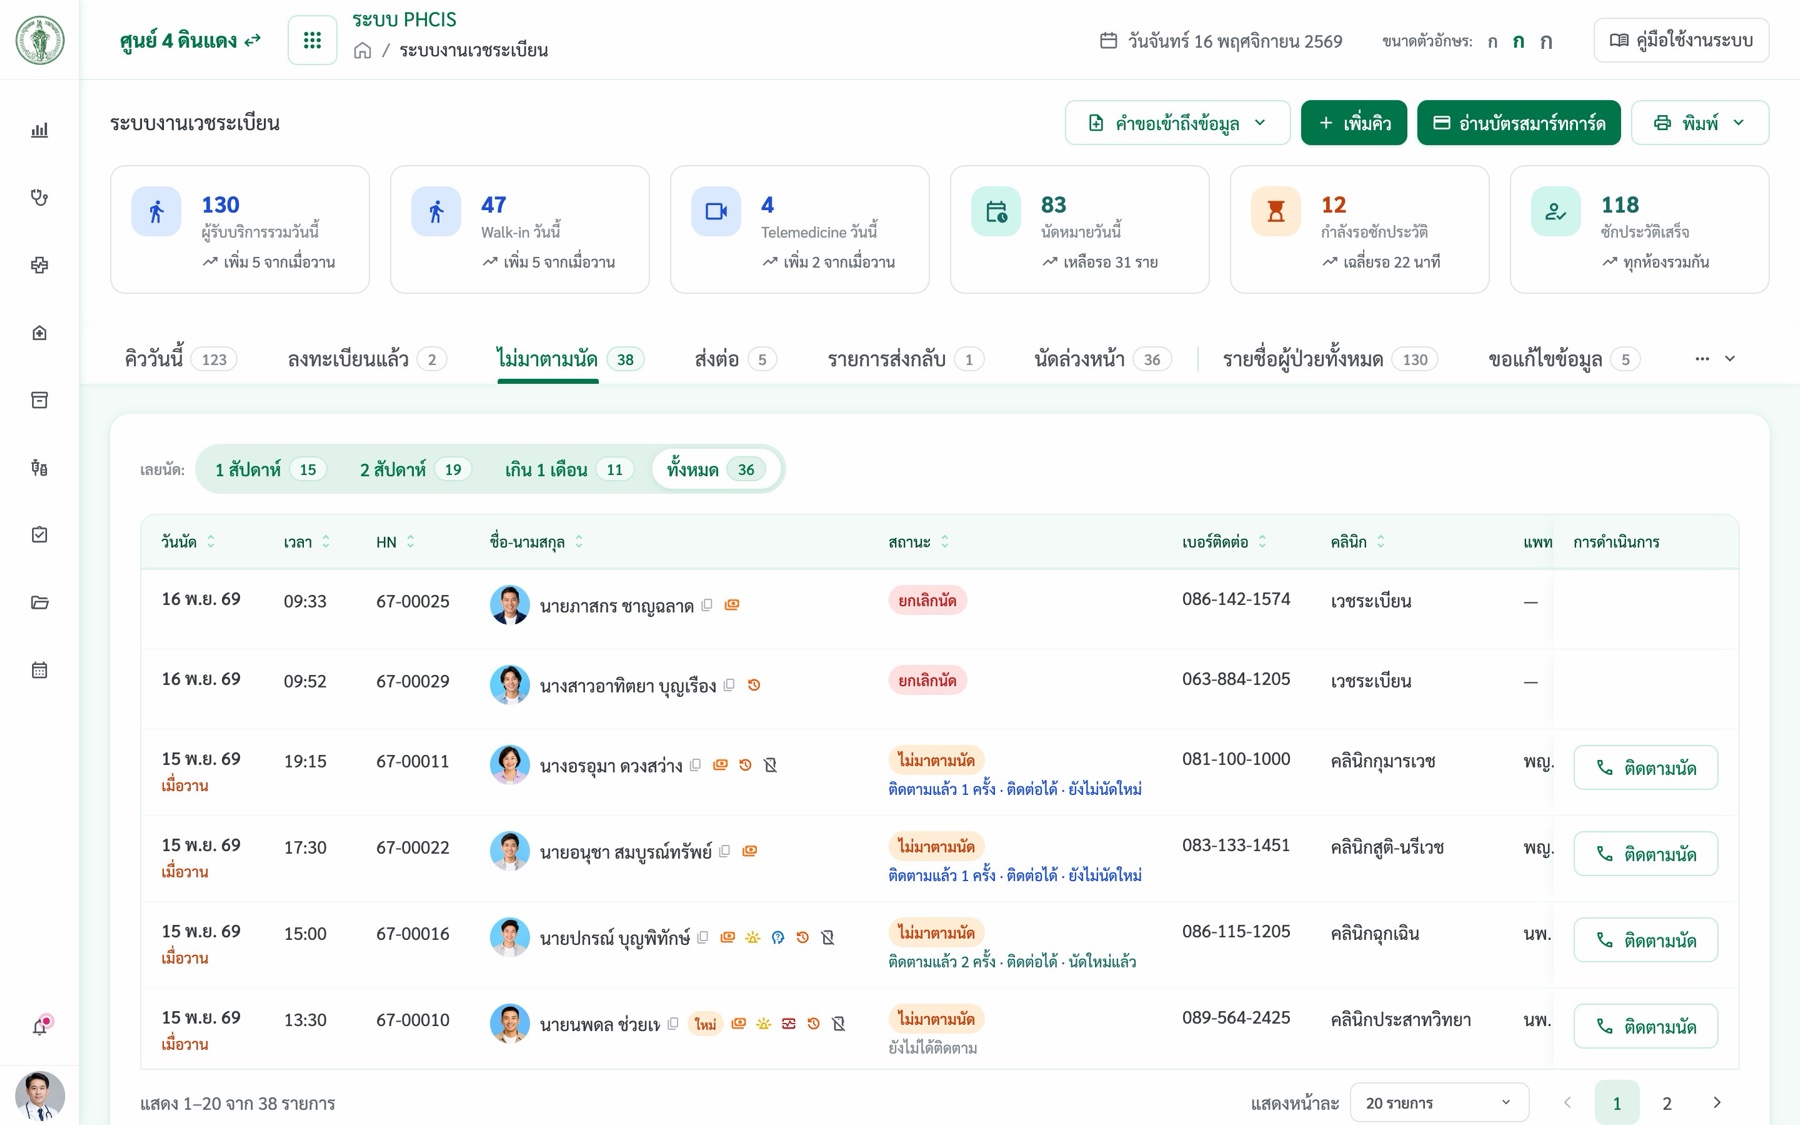 ศูนย์ 4 ดินแดง
ระบบ PHCIS
/ ระบบงานเวชระเบียน
วันจันทร์ 16 พฤศจิกายน 2569
ขนาดตัวอักษร: ก ก ก
คู่มือใช้งานระบบ
ระบบงานเวชระเบียน
คำขอเข้าถึงข้อมูล
+ เพิ่มคิว
อ่านบัตรสมาร์ทการ์ด
พิมพ์
130
ผู้รับบริการรวมวันนี้
เพิ่ม 5 จากเมื่อวาน
47
Walk-in วันนี้
เพิ่ม 5 จากเมื่อวาน
4
Telemedicine วันนี้
เพิ่ม 2 จากเมื่อวาน
83
นัดหมายวันนี้
เหลือรอ 31 ราย
12
กำลังรอซักประวัติ
เฉลี่ยรอ 22 นาที
118
ซักประวัติเสร็จ
ทุกห้องรวมกัน
คิววันนี้ 123
ลงทะเบียนแล้ว 2
ไม่มาตามนัด 38
ส่งต่อ 5
รายการส่งกลับ 1
นัดล่วงหน้า 36
รายชื่อผู้ป่วยทั้งหมด 130
ขอแก้ไขข้อมูล 5
เลยนัด: 1 สัปดาห์ 15 2 สัปดาห์ 19 เกิน 1 เดือน 11 ทั้งหมด 36
วันนัด เวลา HN ชื่อ-นามสกุล สถานะ เบอร์ติดต่อ คลินิก แพท การดำเนินการ
16 พ.ย. 69 09:33 67-00025 นายภาสกร ชาญฉลาด ยกเลิกนัด 086-142-1574 เวชระเบียน —
16 พ.ย. 69 09:52 67-00029 นางสาวอาทิตยา บุญเรือง ยกเลิกนัด 063-884-1205 เวชระเบียน —
15 พ.ย. 69 19:15 67-00011 นางอรอุมา ดวงสว่าง ไม่มาตามนัด 081-100-1000 คลินิกกุมารเวช พญ. ติดตามนัด
เมื่อวาน ติดตามแล้ว 1 ครั้ง · ติดต่อได้ · ยังไม่นัดใหม่
15 พ.ย. 69 17:30 67-00022 นายอนุชา สมบูรณ์ทรัพย์ ไม่มาตามนัด 083-133-1451 คลินิกสูติ-นรีเวช พญ. ติดตามนัด
เมื่อวาน ติดตามแล้ว 1 ครั้ง · ติดต่อได้ · ยังไม่นัดใหม่
15 พ.ย. 69 15:00 67-00016 นายปกรณ์ บุญพิทักษ์ ไม่มาตามนัด 086-115-1205 คลินิกฉุกเฉิน นพ. ติดตามนัด
เมื่อวาน ติดตามแล้ว 2 ครั้ง · ติดต่อได้ · นัดใหม่แล้ว
15 พ.ย. 69 13:30 67-00010 นายนพดล ช่วยเห ใหม่ ไม่มาตามนัด 089-564-2425 คลินิกประสาทวิทยา นพ. ติดตามนัด
เมื่อวาน ยังไม่ได้ติดตาม
แสดง 1–20 จาก 38 รายการ
แสดงหน้าละ 20 รายการ 1 2